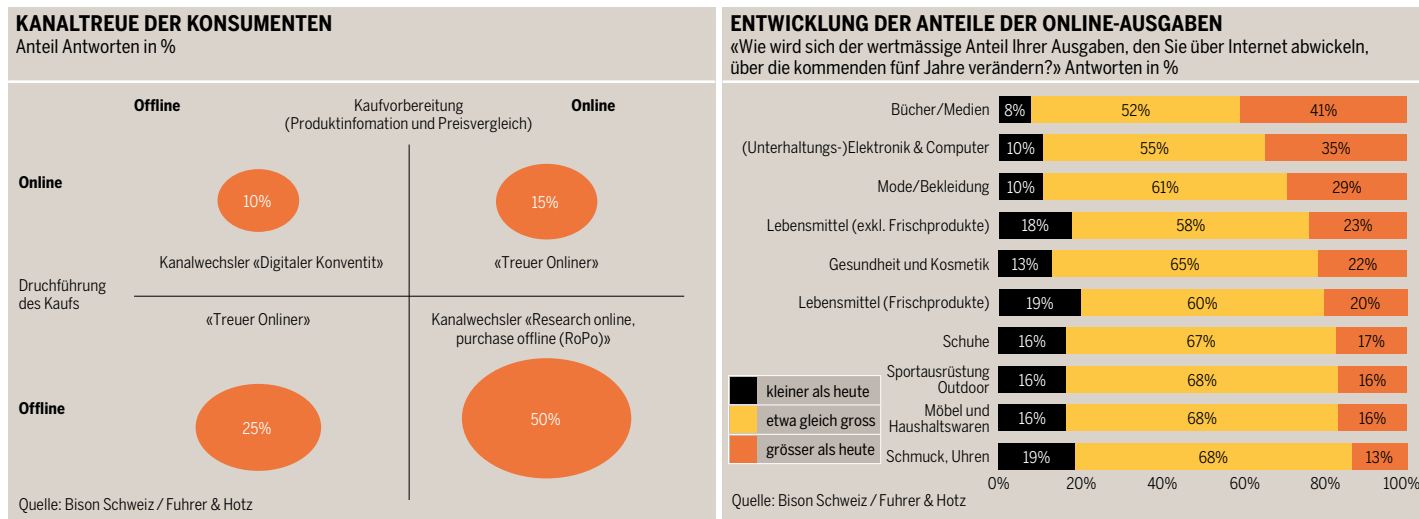 KANALTREUE DER KONSUMENTEN
Anteil Antworten in %
Offline
Kaufvorbereitung
(Produktinfomation und Preisvergleich)
Online
Online
10%
15%
Kanalwechsler «Digitaler Konventit»
«Treuer Onliner»
Druchführung
des Kaufs
«Treuer Onliner»
Kanalwechsler «Research online,
purchase offline (RoPo)»
Offline
25%
50%
Quelle: Bison Schweiz / Fuhrer & Hotz
ENTWICKLUNG DER ANTEILE DER ONLINE-AUSGABEN
«Wie wird sich der wertmässige Anteil Ihrer Ausgaben, den Sie über Internet abwickeln,
über die kommenden fünf Jahre verändern?» Antworten in %
Bücher/Medien 8% 52% 41%
(Unterhaltungs-)Elektronik & Computer 10% 55% 35%
Mode/Bekleidung 10% 61% 29%
Lebensmittel (exkl. Frischprodukte) 18% 58% 23%
Gesundheit und Kosmetik 13% 65% 22%
Lebensmittel (Frischprodukte) 19% 60% 20%
Schuhe 16% 67% 17%
Sportausrüstung
Outdoor 16% 68% 16%
Möbel und
Haushaltswaren 16% 68% 16%
Schmuck, Uhren 19% 68% 13%
kleiner als heute
etwa gleich gross
grösser als heute
0% 20% 40% 60% 80% 100%
Quelle: Bison Schweiz / Fuhrer & Hotz